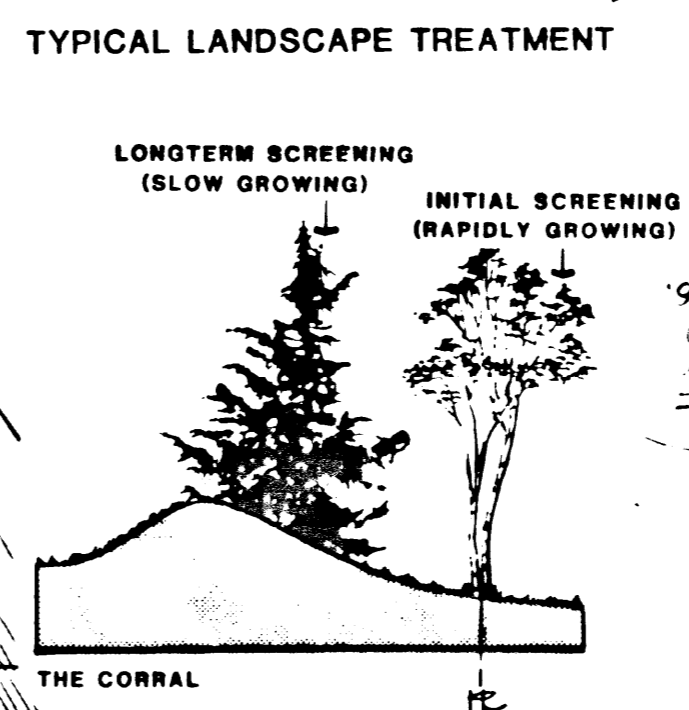 TYPICAL LANDSCAPE TREATMENT
LONGTERM SCREENING
(SLOW GROWING)
INITIAL SCREENING
(RAPIDLY GROWING)
THE CORRAL